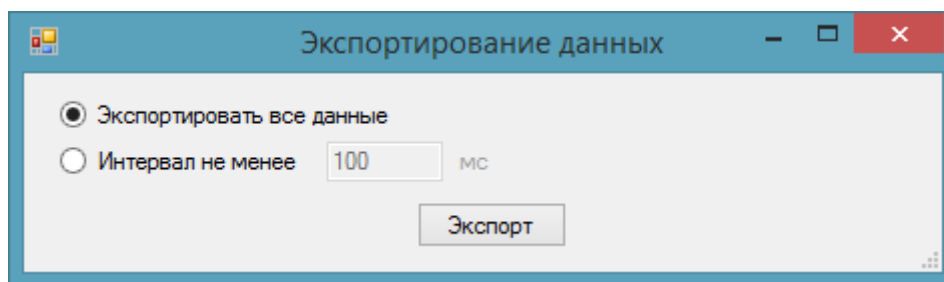 Экспортирование данных
Экспортировать все данные
Интервал не менее 100 мс
Экспорт